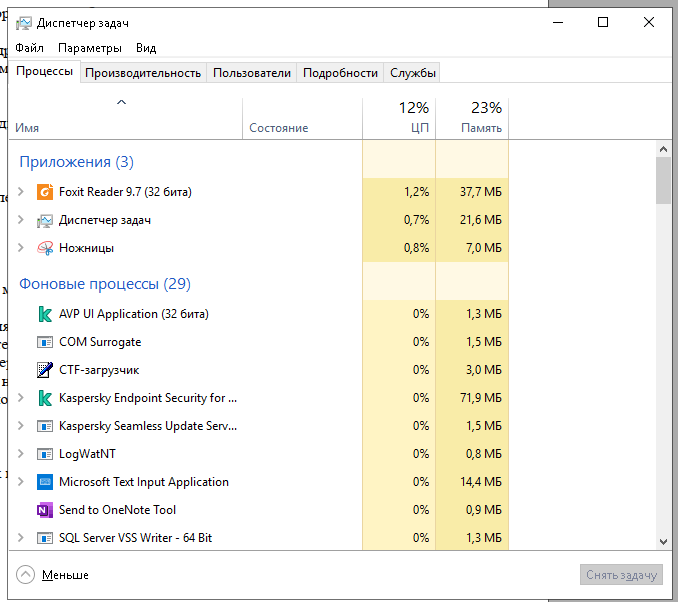 Диспетчер задач
Файл Параметры Вид
Процессы Производительность Пользователи Подробности Службы
12% 23%
Имя Состояние ЦП Память
Приложения (3)
Foxit Reader 9.7 (32 бита) 1,2% 37,7 МБ
Диспетчер задач 0,7% 21,6 МБ
Ножницы 0,8% 7,0 МБ
Фоновые процессы (29)
AVP UI Application (32 бита) 0% 1,3 МБ
COM Surrogate 0% 1,5 МБ
CTF-загрузчик 0% 3,0 МБ
Kaspersky Endpoint Security for ... 0% 71,9 МБ
Kaspersky Seamless Update Serv... 0% 1,5 МБ
LogWatNT 0% 0,8 МБ
Microsoft Text Input Application 0% 14,4 МБ
Send to OneNote Tool 0% 0,9 МБ
SQL Server VSS Writer - 64 Bit 0% 1,3 МБ
Меньше Снять задачу